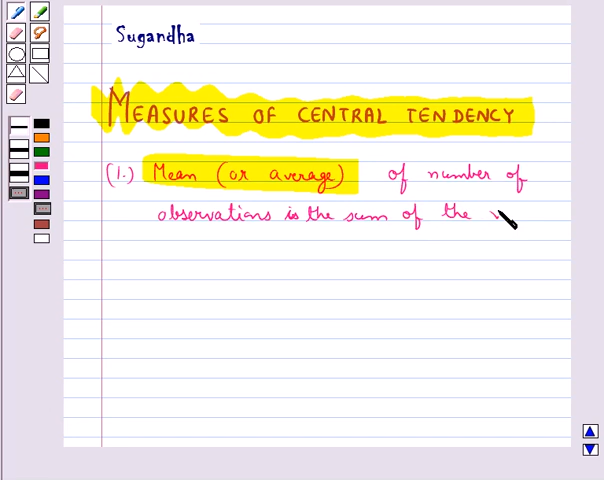 Sugandha
MEASURES OF CENTRAL TENDENCY
(1.) Mean (or average) of number of
observations is the sum of the